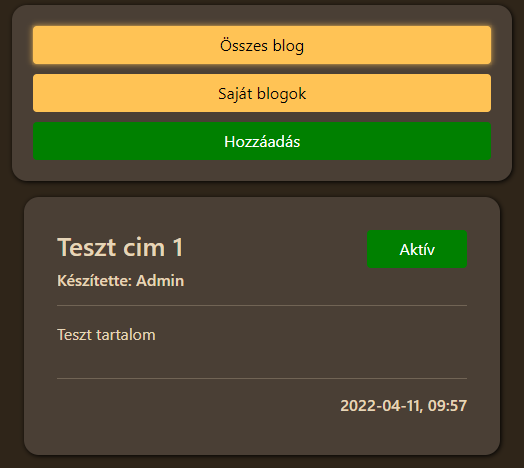 Összes blog
Saját blogok
Hozzáadás
Teszt cim 1
Aktív
Készítette: Admin
Teszt tartalom
2022-04-11, 09:57